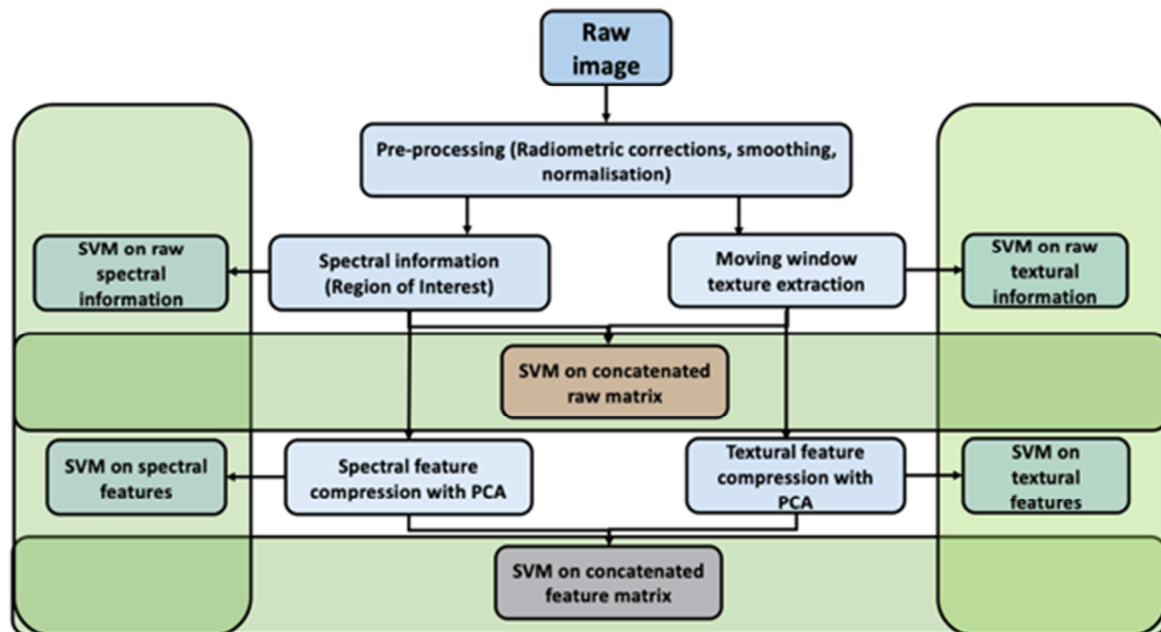 Raw
image
Pre-processing (Radiometric corrections, smoothing,
normalisation)
SVM on raw
spectral
information
Spectral information
(Region of Interest)
Moving window
texture extraction
SVM on raw
textural
information
SVM on concatenated
raw matrix
SVM on spectral
features
Spectral feature
compression with PCA
Textural feature
compression with
PCA
SVM on
textural
features
SVM on concatenated
feature matrix